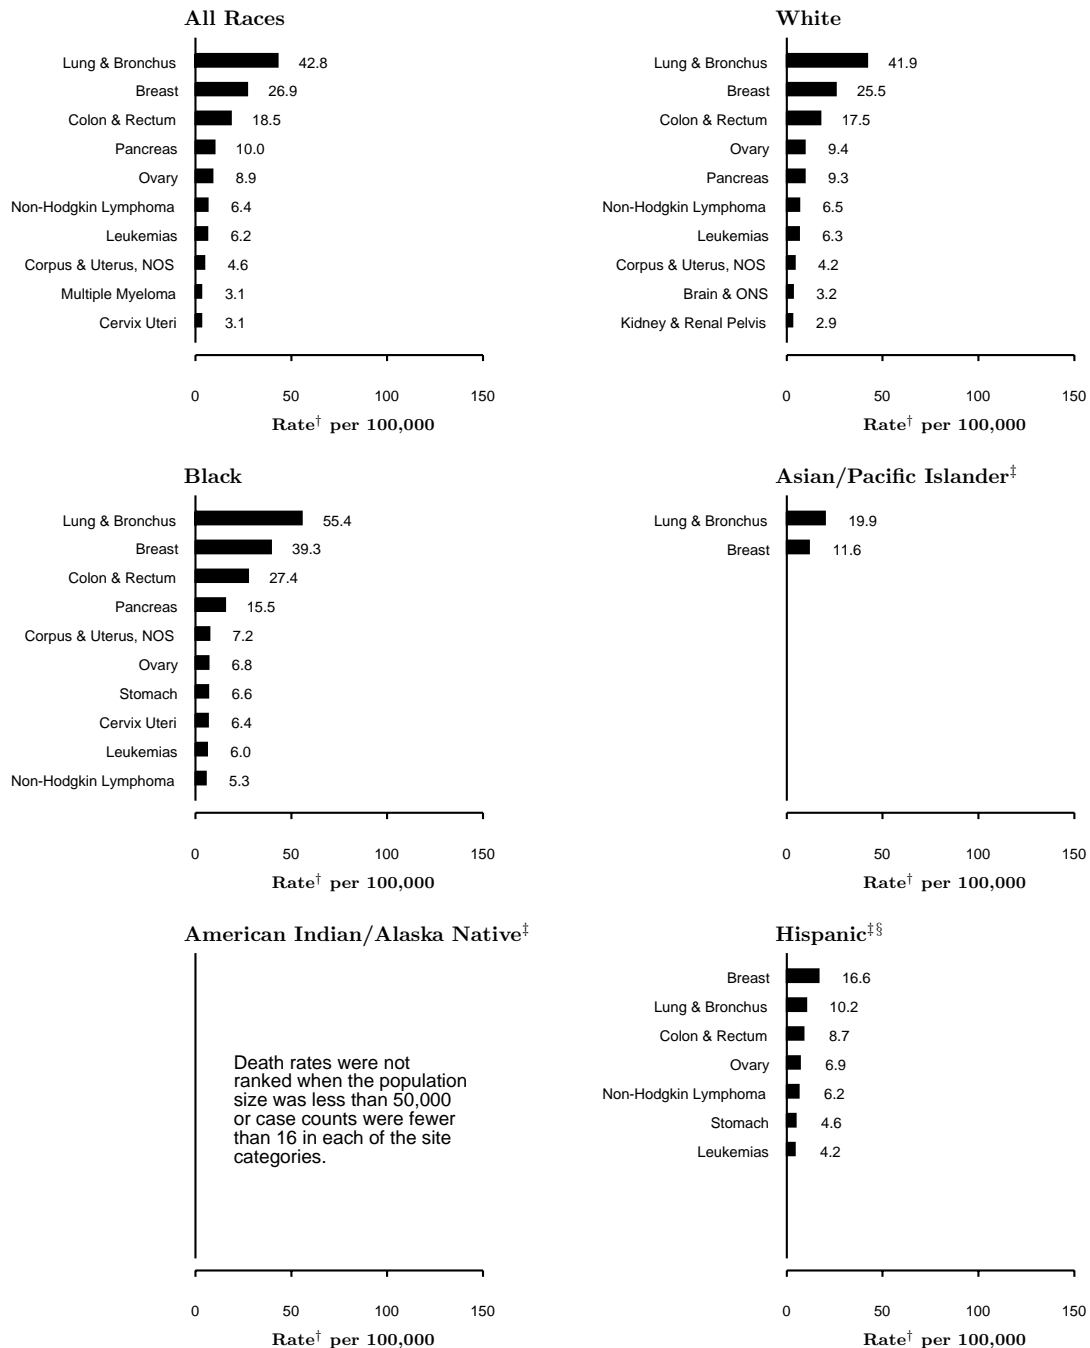 All Races
Lung & Bronchus 42.8
Breast 26.9
Colon & Rectum 18.5
Pancreas 10.0
Ovary 8.9
Non-Hodgkin Lymphoma 6.4
Leukemias 6.2
Corpus & Uterus, NOS 4.6
Multiple Myeloma 3.1
Cervix Uteri 3.1
0 50 100 150
Rate† per 100,000
White
Lung & Bronchus 41.9
Breast 25.5
Colon & Rectum 17.5
Ovary 9.4
Pancreas 9.3
Non-Hodgkin Lymphoma 6.5
Leukemias 6.3
Corpus & Uterus, NOS 4.2
Brain & ONS 3.2
Kidney & Renal Pelvis 2.9
0 50 100 150
Rate† per 100,000
Black
Lung & Bronchus 55.4
Breast 39.3
Colon & Rectum 27.4
Pancreas 15.5
Corpus & Uterus, NOS 7.2
Ovary 6.8
Stomach 6.6
Cervix Uteri 6.4
Leukemias 6.0
Non-Hodgkin Lymphoma 5.3
0 50 100 150
Rate† per 100,000
Asian/Pacific Islander‡
Lung & Bronchus 19.9
Breast 11.6
0 50 100 150
Rate† per 100,000
American Indian/Alaska Native‡
Death rates were not
ranked when the population
size was less than 50,000
or case counts were fewer
than 16 in each of the site
categories.
0 50 100 150
Rate† per 100,000
Hispanic‡§
Breast 16.6
Lung & Bronchus 10.2
Colon & Rectum 8.7
Ovary 6.9
Non-Hodgkin Lymphoma 6.2
Stomach 4.6
Leukemias 4.2
0 50 100 150
Rate† per 100,000